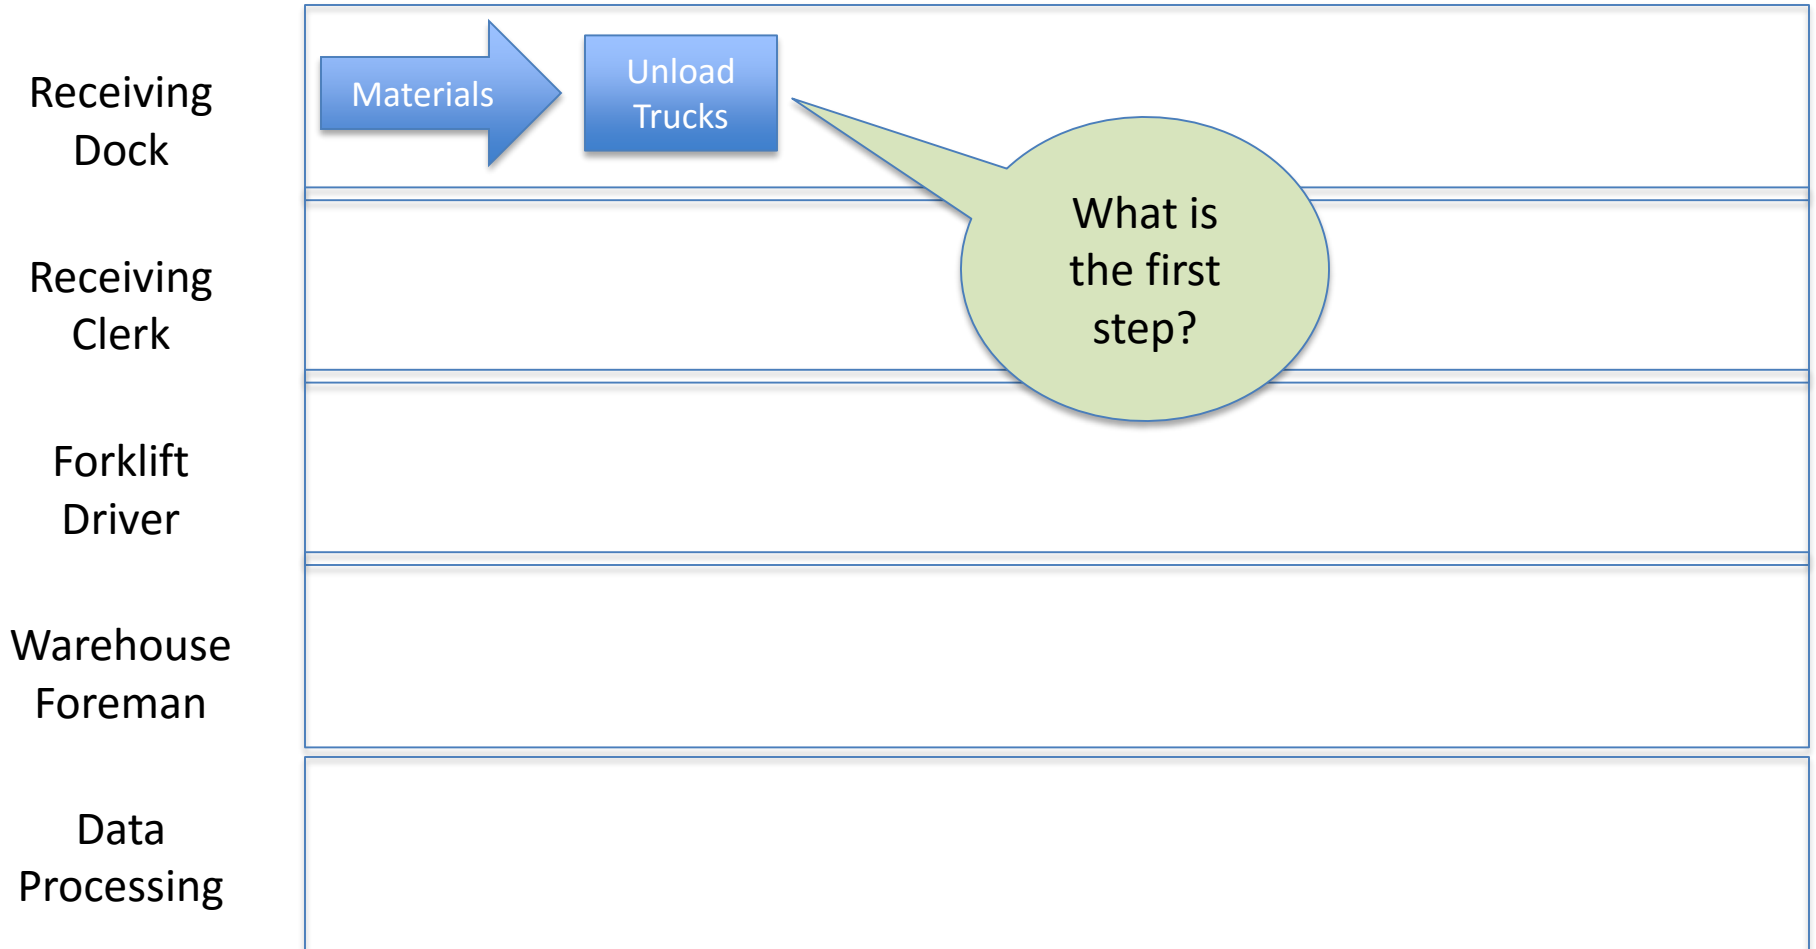 Receiving
Dock
Materials
Unload
Trucks
What is
the first
step?
Receiving
Clerk
Forklift
Driver
Warehouse
Foreman
Data
Processing